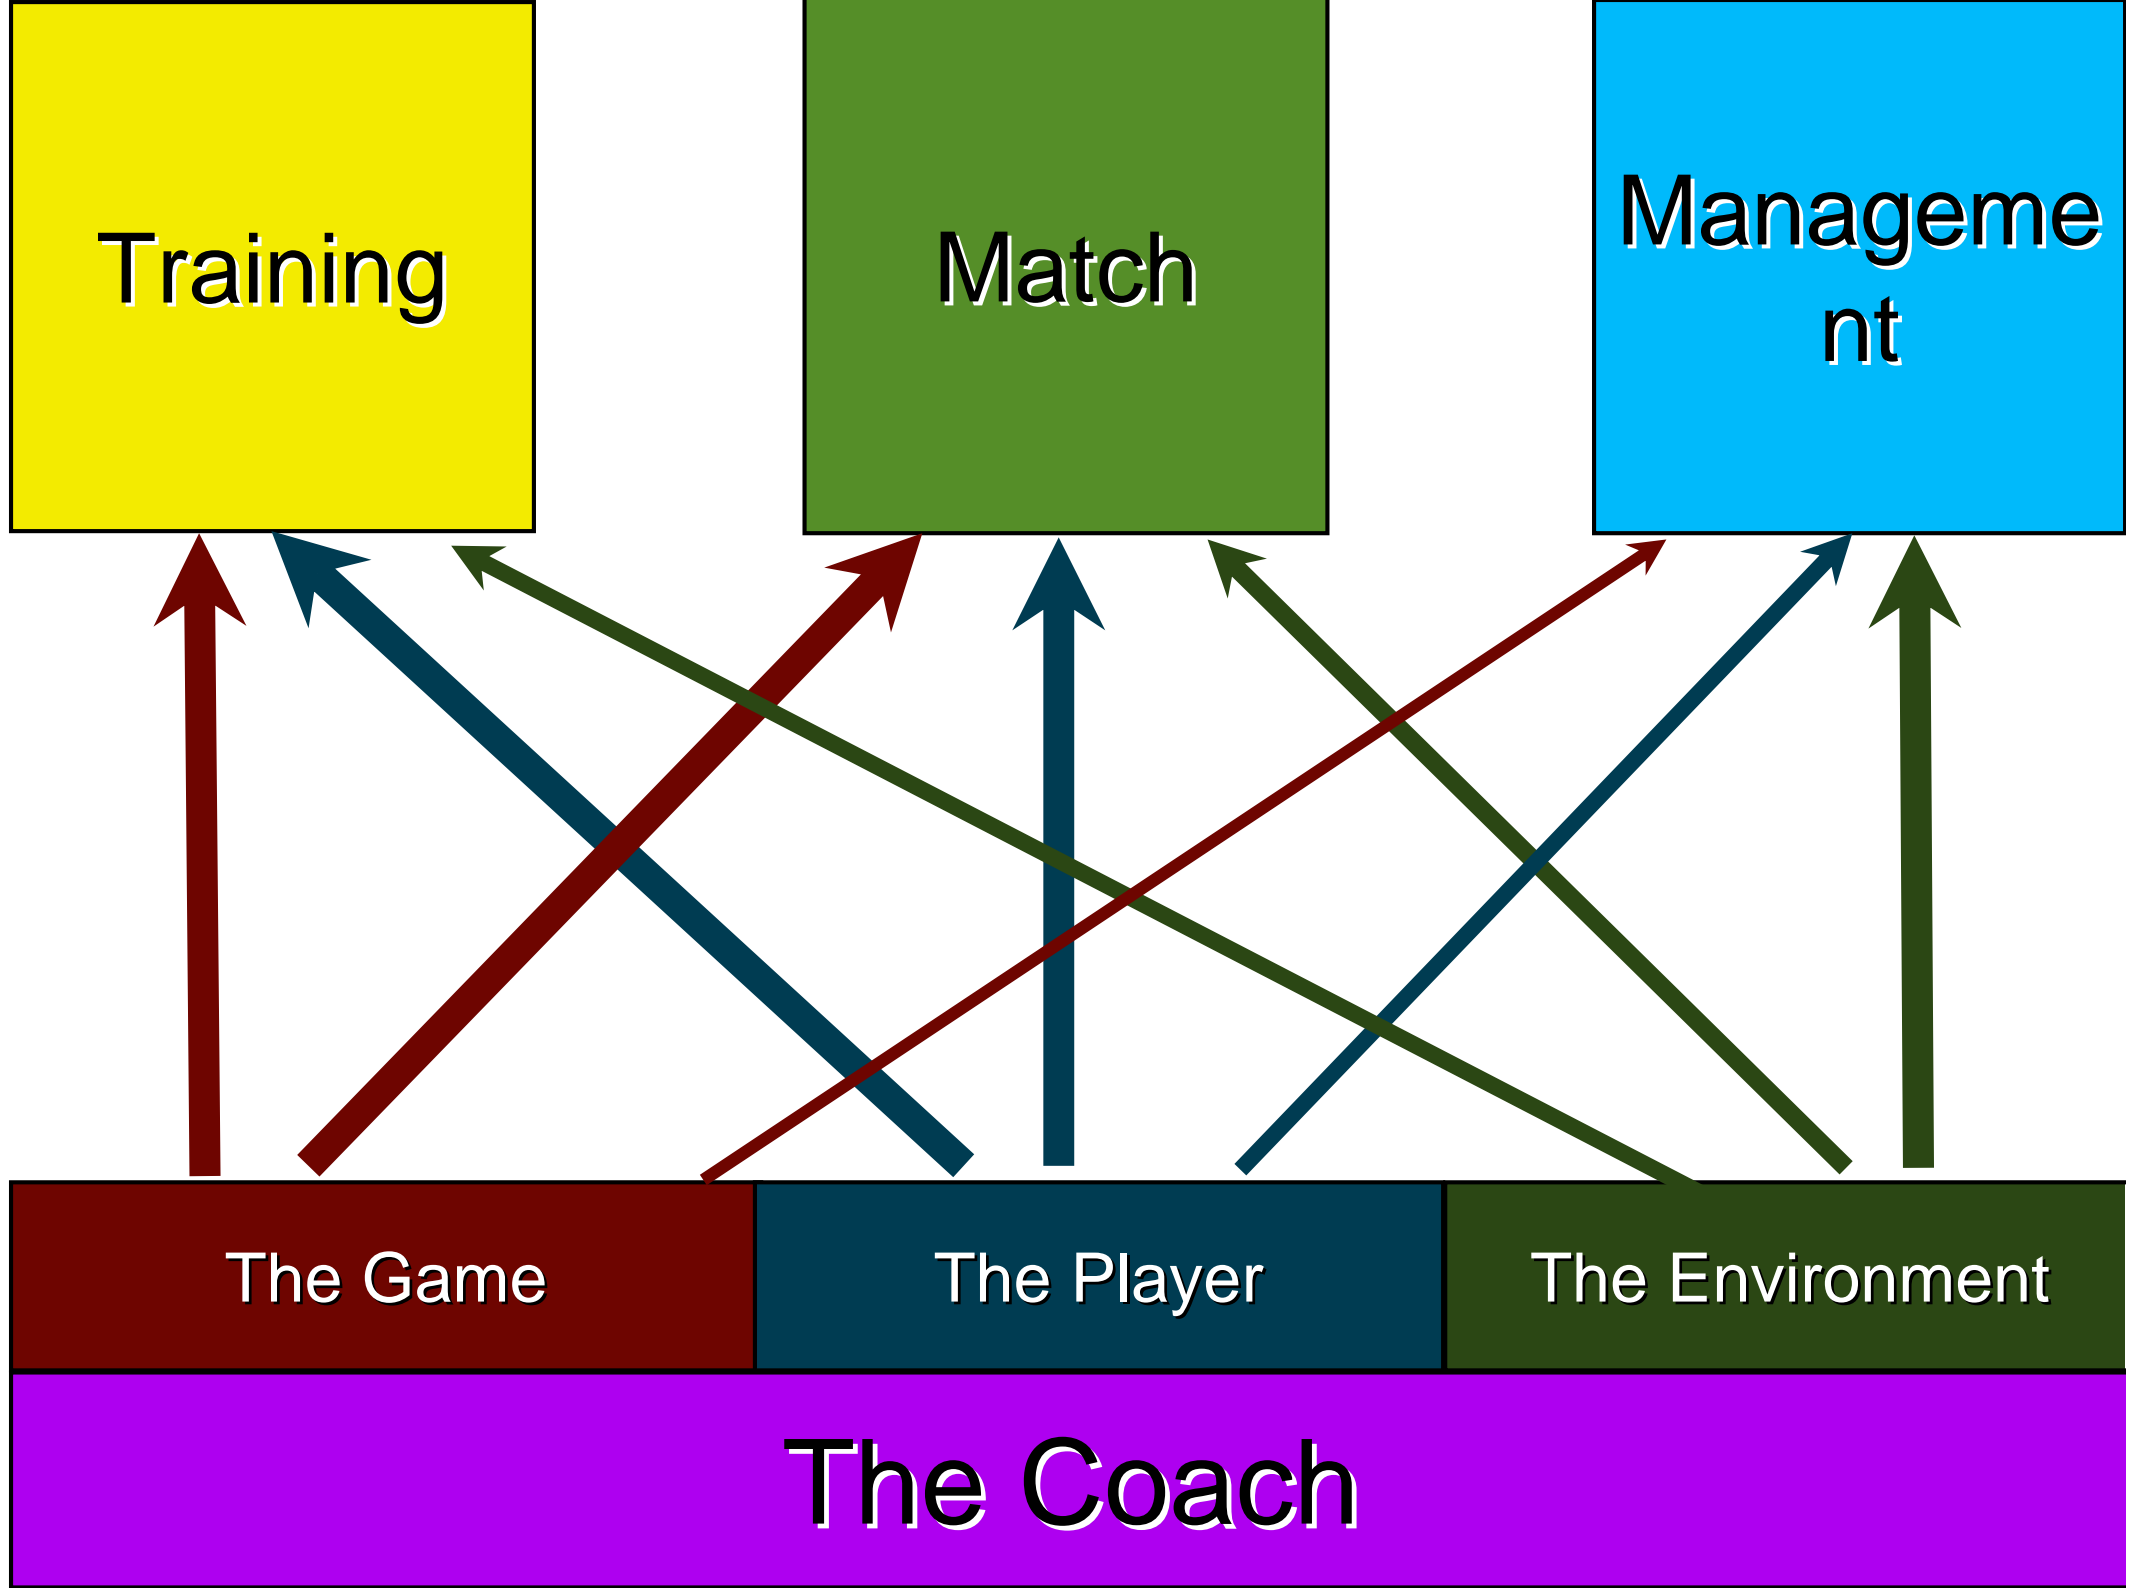 Training
Match
Manageme
nt
The Game
The Player
The Environment
The Coach